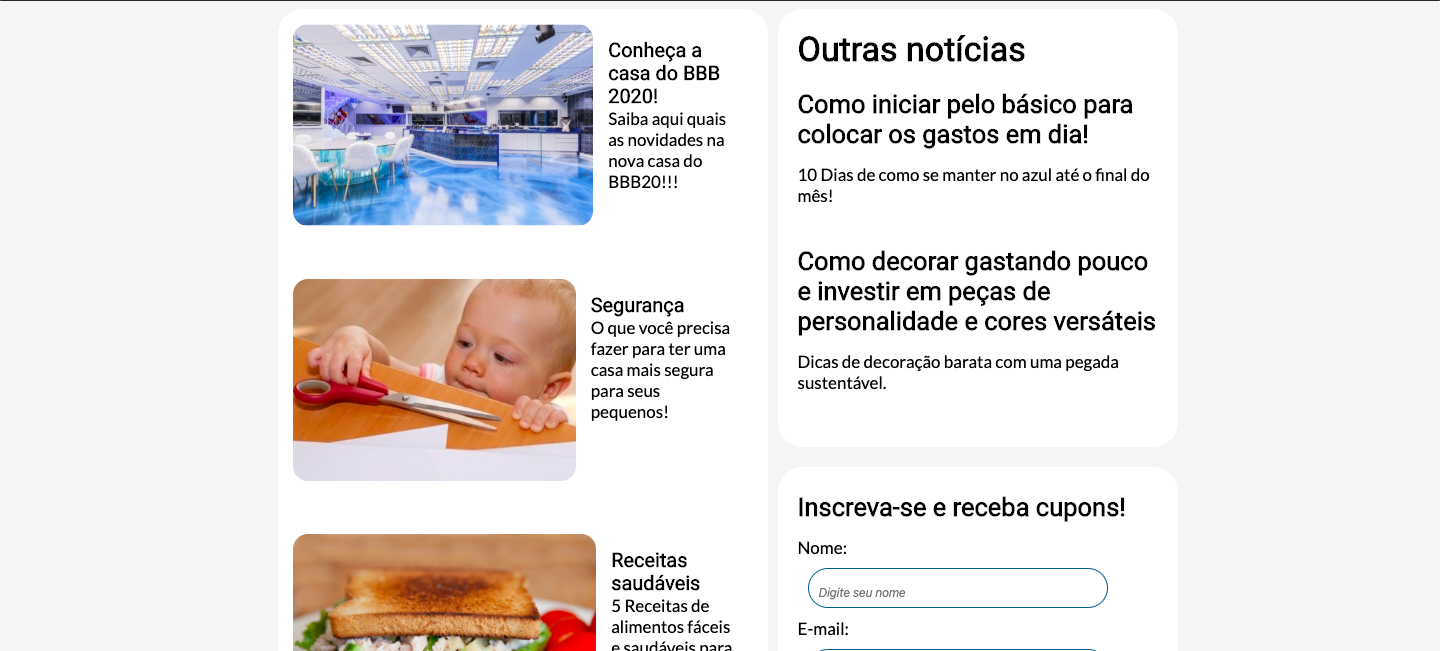 Conheça a
casa do BBB
2020!
Saiba aqui quais
as novidades na
nova casa do
BBB20!!!
Segurança
O que você precisa
fazer para ter uma
casa mais segura
para seus
pequenos!
Receitas
saudáveis
5 Receitas de
alimentos fáceis
e saudáveis para
Outras notícias
Como iniciar pelo básico para
colocar os gastos em dia!
10 Dias de como se manter no azul até o final do
mês!
Como decorar gastando pouco
e investir em peças de
personalidade e cores versáteis
Dicas de decoração barata com uma pegada
sustentável.
Inscreva-se e receba cupons!
Nome:
Digite seu nome
E-mail: